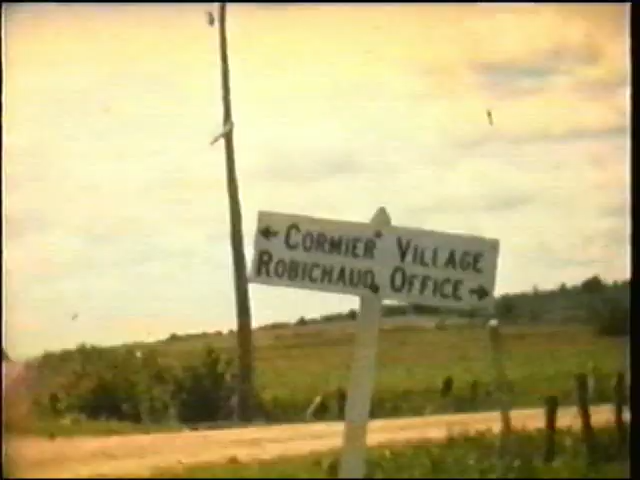 ← CORMIER VILLAGE
ROBICHAUD OFFICE →